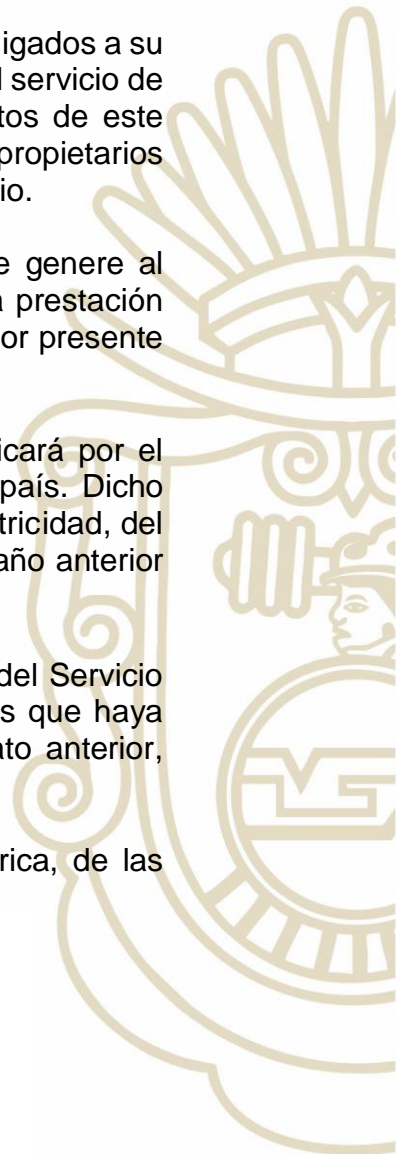 igados a su
l servicio de
tos de este
propietarios
io.
e genere al
a prestación
or presente
icará por el
país. Dicho
tricidad, del
año anterior
del Servicio
s que haya
ato anterior,
rica, de las